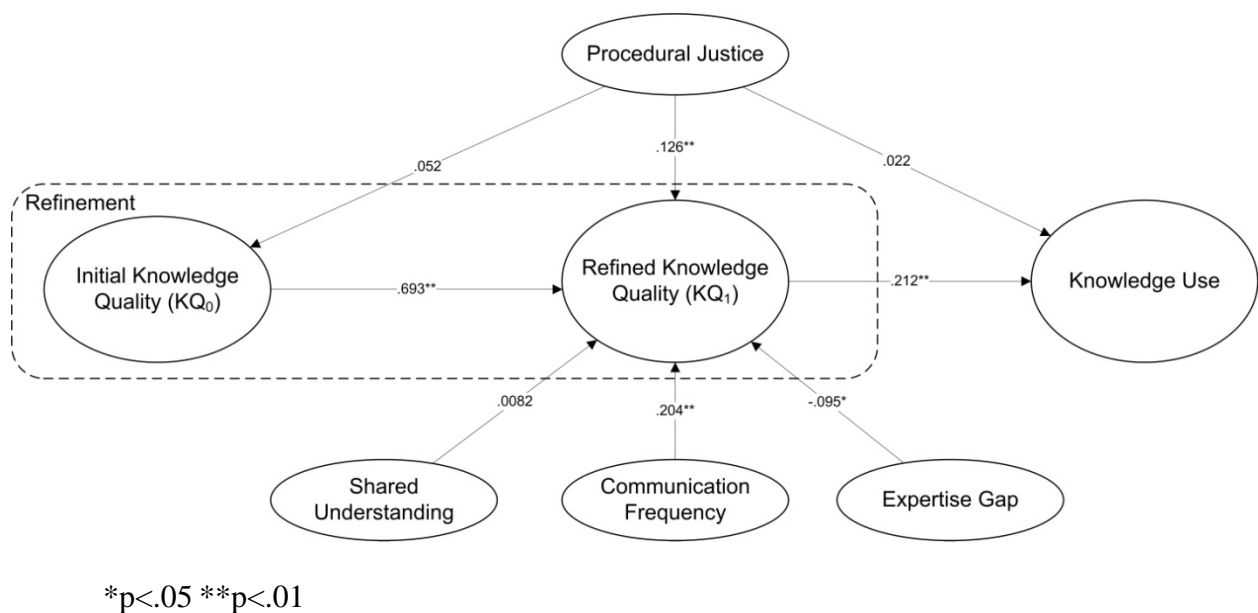 Procedural Justice
.052
.126**
.022
Refinement
Initial Knowledge
Quality (KQ₀)
.693**
Refined Knowledge
Quality (KQ₁)
.212**
Knowledge Use
.0082
.204**
-.095*
Shared
Understanding
Communication
Frequency
Expertise Gap
*p<.05 **p<.01